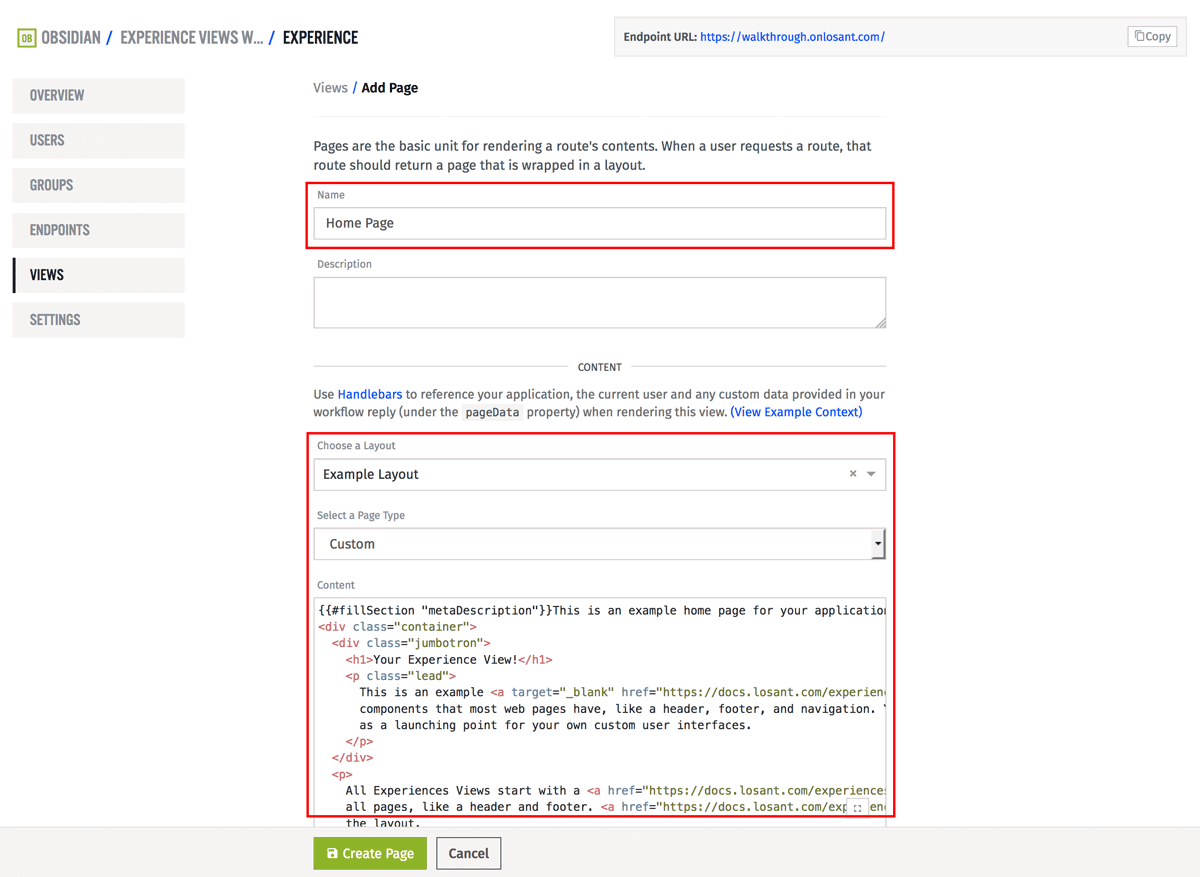 OB OBSIDIAN / EXPERIENCE VIEWS W... / EXPERIENCE
Endpoint URL: https://walkthrough.onlosant.com/
Copy
OVERVIEW
USERS
GROUPS
ENDPOINTS
VIEWS
SETTINGS
Views / Add Page
Pages are the basic unit for rendering a route's contents. When a user requests a route, that
route should return a page that is wrapped in a layout.
Name
Home Page
Description
CONTENT
Use Handlebars to reference your application, the current user and any custom data provided in your
workflow reply (under the pageData property) when rendering this view. (View Example Context)
Choose a Layout
Example Layout
Select a Page Type
Custom
Content
{{#fillSection "metaDescription"}}This is an example home page for your application
<div class="container">
<div class="jumbotron">
<h1>Your Experience View!</h1>
<p class="lead">
This is an example <a target="_blank" href="https://docs.losant.com/experien
components that most web pages have, like a header, footer, and navigation.
as a launching point for your own custom user interfaces.
</p>
</div>
<p>
All Experiences Views start with a <a href="https://docs.losant.com/experiences
all pages, like a header and footer. <a href="https://docs.losant.com/exp
the layout.
Create Page
Cancel